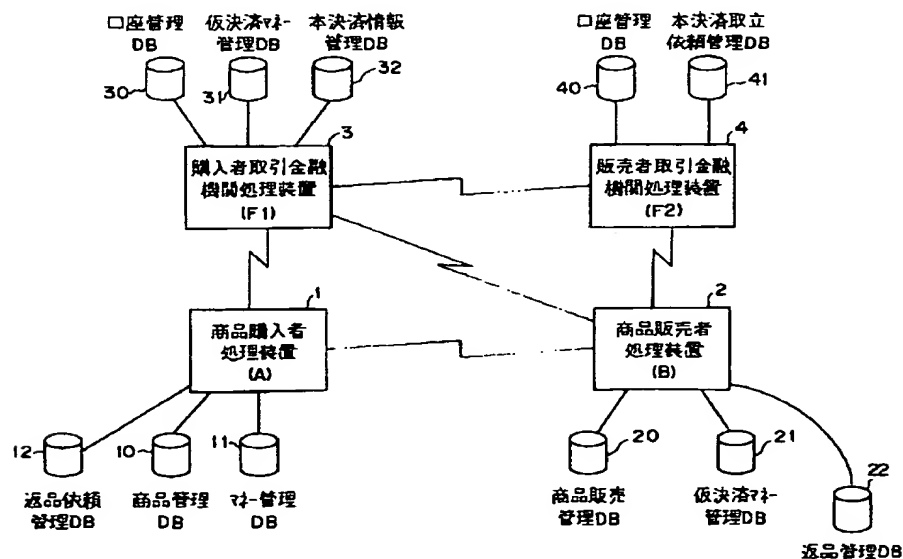 口座管理
DB
30
仮決済マネー
管理DB
31
本決済情報
管理DB
32
口座管理
DB
40
本決済取立
依頼管理DB
41
3
購入者取引金融
機関処理装置
(F1)
4
販売者取引金融
機関処理装置
(F2)
1
商品購入者
処理装置
(A)
2
商品販売者
処理装置
(B)
12
返品依頼
管理DB
10
商品管理
DB
11
マネー管理
DB
20
商品販売
管理DB
21
仮決済マネー
管理DB
22
返品管理DB